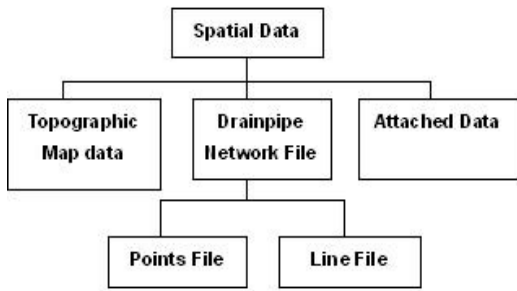 Spatial Data
Topographic
Map data
Drainpipe
Network File
Attached Data
Points File
Line File